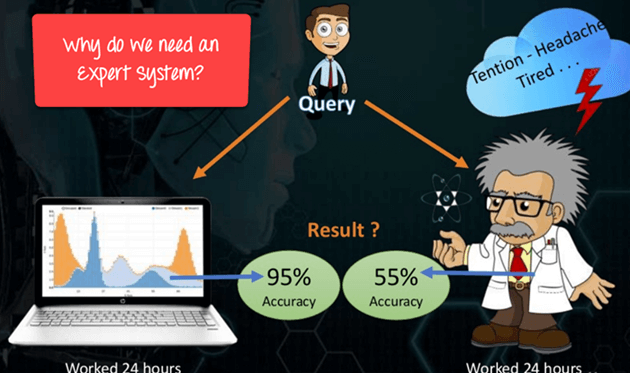 Why do we need an
Expert System?
Query
Tention - Headache
Tired . . .
Result ?
95%
Accuracy
55%
Accuracy
Worked 24 hours
Worked 24 hours . .